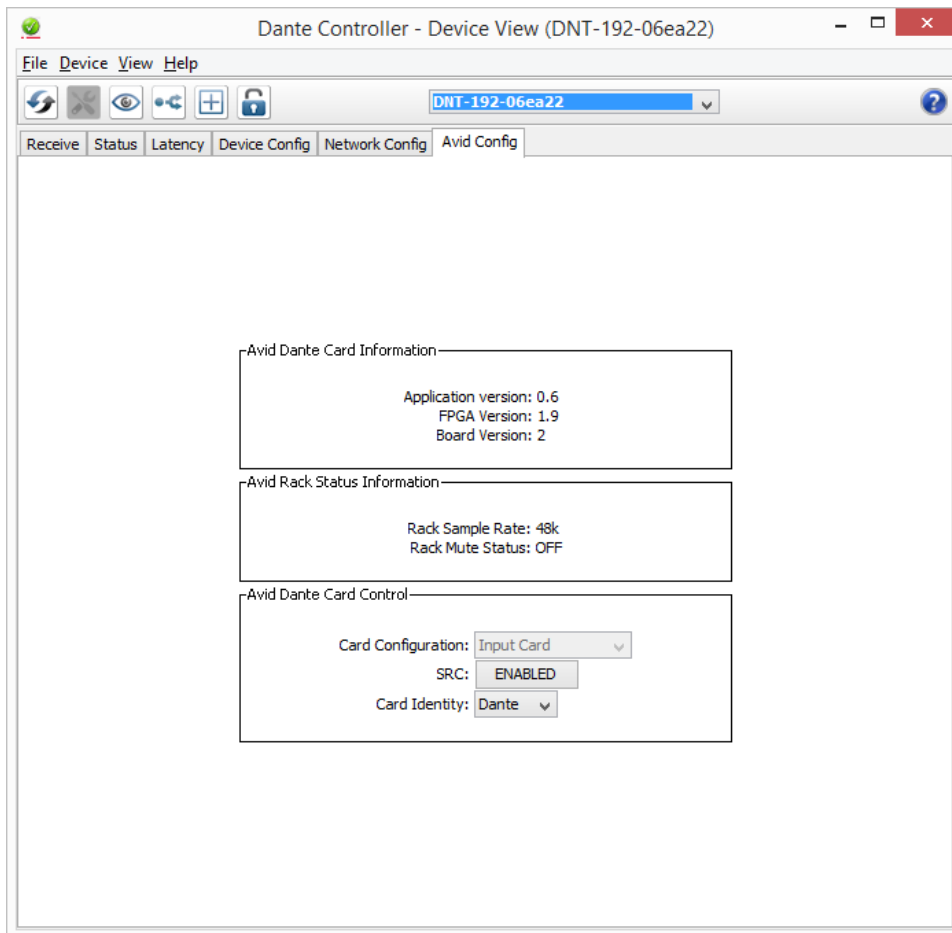 Dante Controller - Device View (DNT-192-06ea22)
File Device View Help
DNT-192-06ea22
Receive Status Latency Device Config Network Config Avid Config
Avid Dante Card Information
Application version: 0.6
FPGA Version: 1.9
Board Version: 2
Avid Rack Status Information
Rack Sample Rate: 48k
Rack Mute Status: OFF
Avid Dante Card Control
Card Configuration: Input Card
SRC: ENABLED
Card Identity: Dante